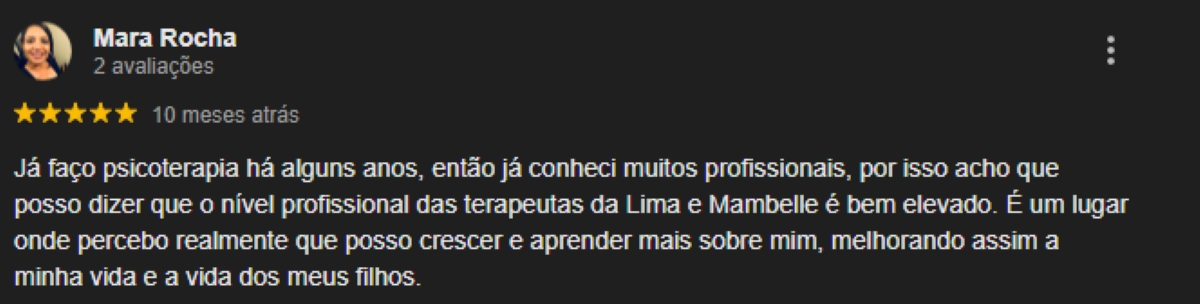 Mara Rocha
2 avaliações
10 meses atrás
Já faço psicoterapia há alguns anos, então já conheci muitos profissionais, por isso acho que
posso dizer que o nível profissional das terapeutas da Lima e Mambelle é bem elevado. É um lugar
onde percebo realmente que posso crescer e aprender mais sobre mim, melhorando assim a
minha vida e a vida dos meus filhos.